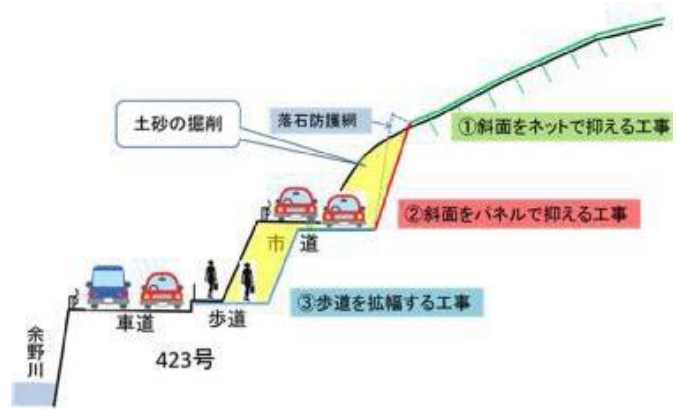 土砂の掘削
落石防護網
①斜面をネットで抑える工事
②斜面をパネルで抑える工事
市道
③歩道を拡幅する工事
車道
歩道
余野川
423号